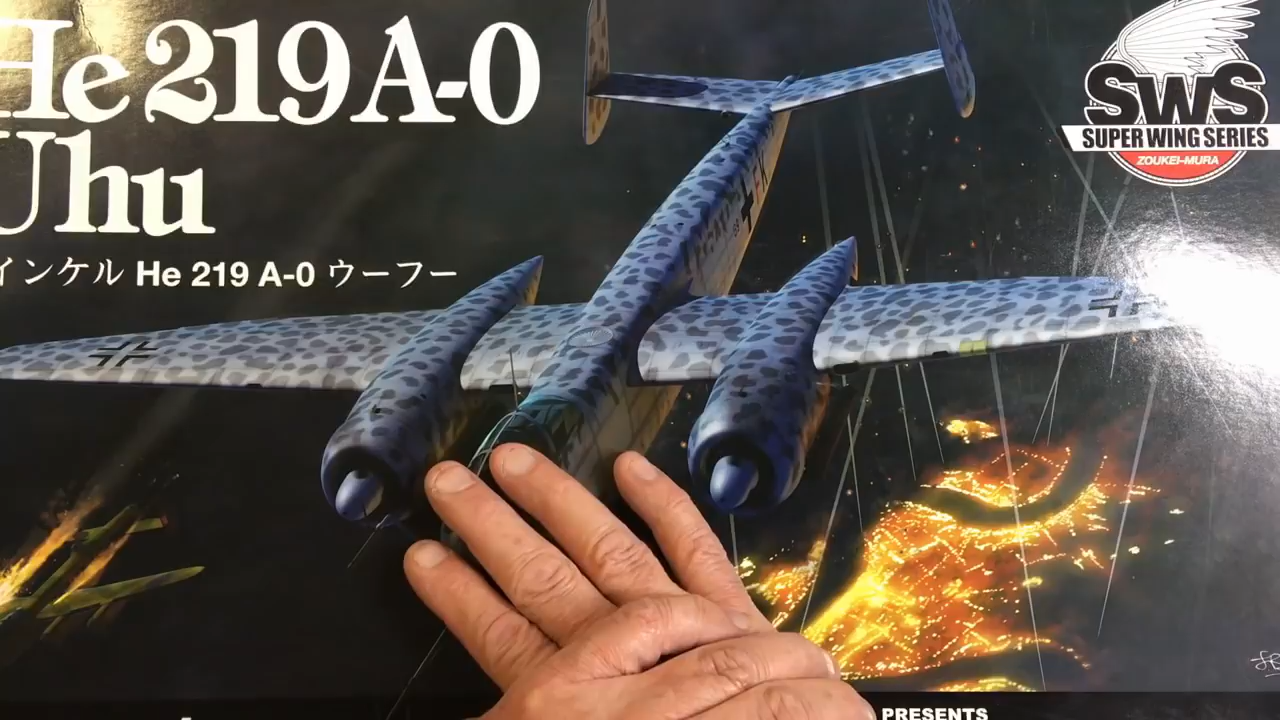 He 219 A-0
Uhu
インケル He 219 A-0 ウーフー
SWS
SUPER WING SERIES
ZOUKEI-MURA
EK
PRESENTS